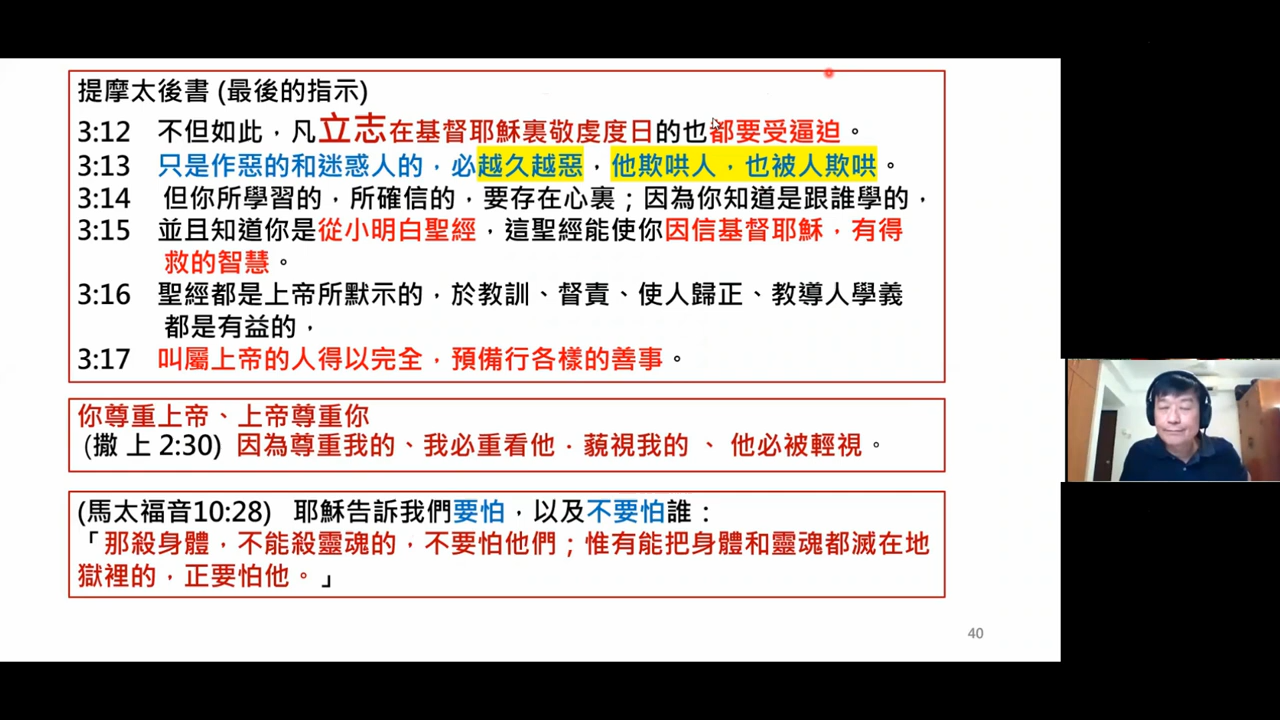 提摩太後書 (最後的指示)
3:12 不但如此，凡立志在基督耶穌裏敬虔度日的也都要受逼迫。
3:13 只是作惡的和迷惑人的，必越久越惡，他欺哄人，也被人欺哄。
3:14 但你所學習的，所確信的，要存在心裏；因為你知道是跟誰學的，
3:15 並且知道你是從小明白聖經，這聖經能使你因信基督耶穌，有得
救的智慧。
3:16 聖經都是上帝所默示的，於教訓、督責、使人歸正、教導人學義
都是有益的，
3:17 叫屬上帝的人得以完全，預備行各樣的善事。
你尊重上帝、上帝尊重你
(撒 上 2:30) 因為尊重我的、我必重看他．藐視我的 、 他必被輕視。
(馬太福音10:28) 耶穌告訴我們要怕，以及不要怕誰：
「那殺身體，不能殺靈魂的，不要怕他們；惟有能把身體和靈魂都滅在地
獄裡的，正要怕他。」
40